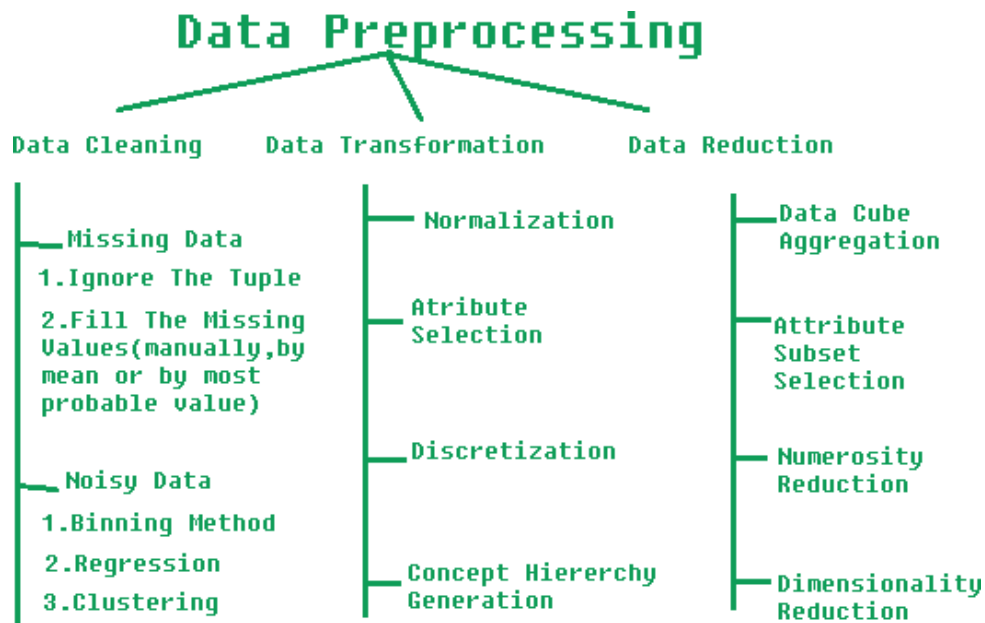 Data Preprocessing
Data Cleaning
Missing Data
1.Ignore The Tuple
2.Fill The Missing
Values(manually,by
mean or by most
probable value)
Noisy Data
1.Binning Method
2.Regression
3.Clustering
Data Transformation
Normalization
Atribute
Selection
Discretization
Concept Hiererchy
Generation
Data Reduction
Data Cube
Aggregation
Attribute
Subset
Selection
Numerosity
Reduction
Dimensionality
Reduction